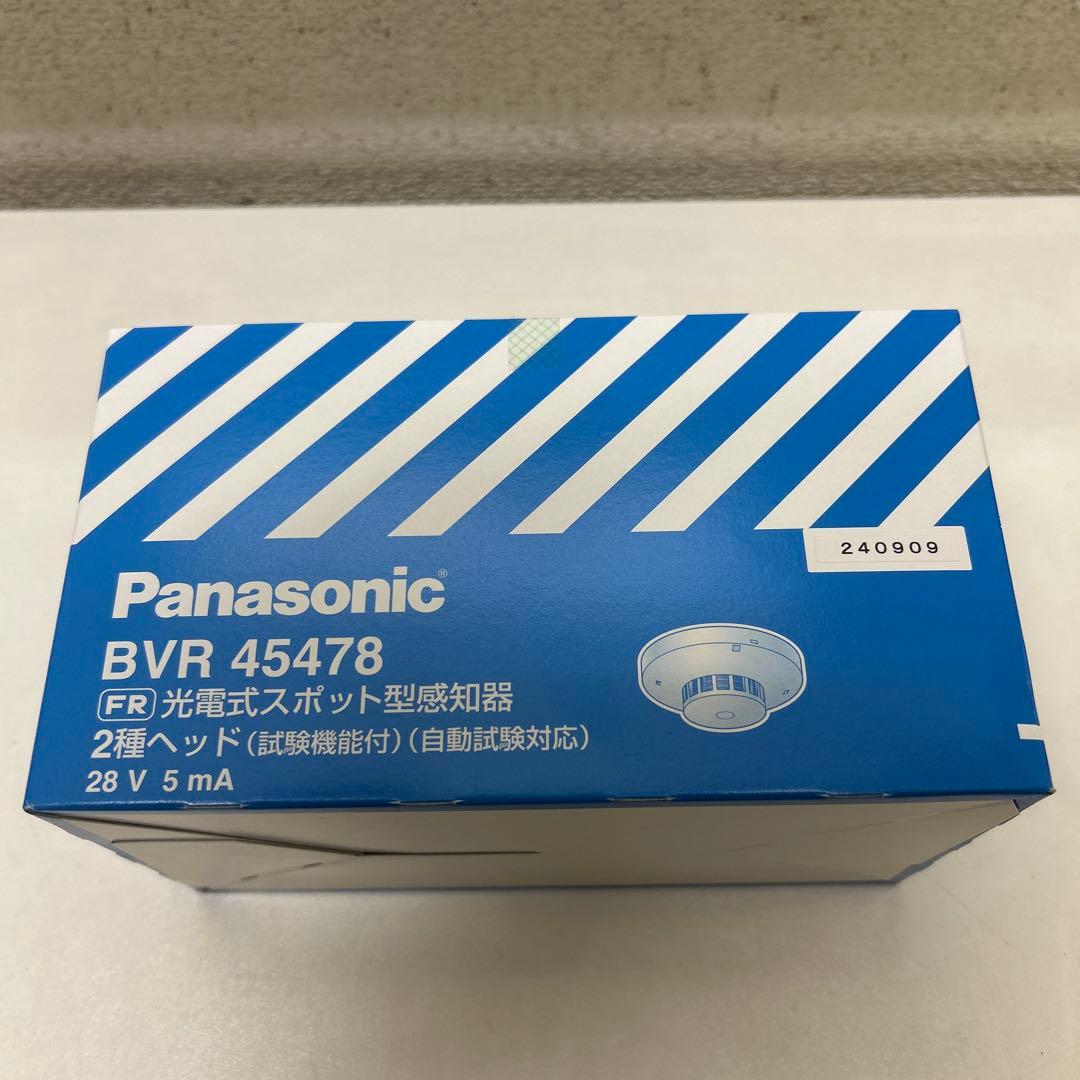 240909
Panasonic®
BVR 45478
FR 光電式スポット型感知器
2種ヘッド(試験機能付)(自動試験対応)
28 V 5 mA